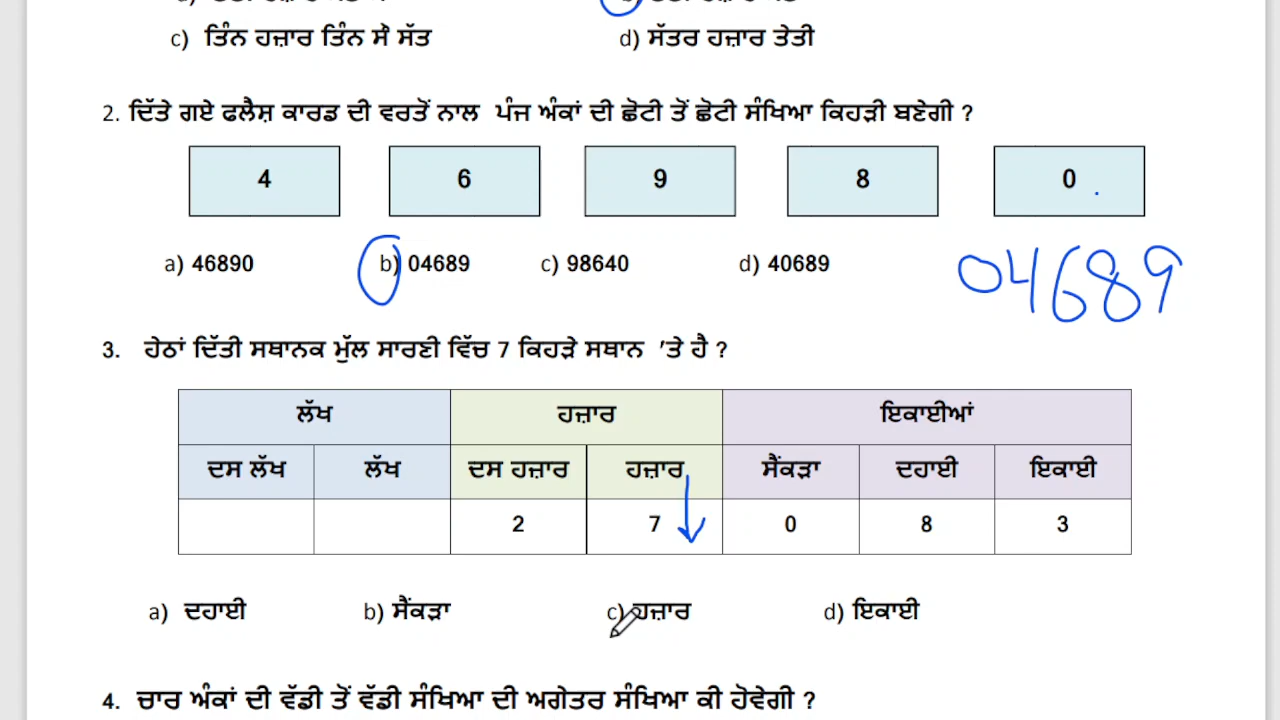 c) ਤਿੰਨ ਹਜ਼ਾਰ ਤਿੰਨ ਸੌ ਸੱਤ d) ਸੱਤਰ ਹਜ਼ਾਰ ਤੇਤੀ
2. ਦਿੱਤੇ ਗਏ ਫਲੈਸ਼ ਕਾਰਡ ਦੀ ਵਰਤੋਂ ਨਾਲ ਪੰਜ ਅੰਕਾਂ ਦੀ ਛੋਟੀ ਤੋਂ ਛੋਟੀ ਸੰਖਿਆ ਕਿਹੜੀ ਬਣੇਗੀ ?
4 6 9 8 0
a) 46890 b) 04689 c) 98640 d) 40689 04689
3. ਹੇਠਾਂ ਦਿੱਤੀ ਸਥਾਨਕ ਮੁੱਲ ਸਾਰਣੀ ਵਿੱਚ 7 ਕਿਹੜੇ ਸਥਾਨ 'ਤੇ ਹੈ ?
ਲੱਖ ਹਜ਼ਾਰ ਇਕਾਈਆਂ
ਦਸ ਲੱਖ ਲੱਖ ਦਸ ਹਜ਼ਾਰ ਹਜ਼ਾਰ ਸੈਂਕੜਾ ਦਹਾਈ ਇਕਾਈ
2 7 0 8 3
a) ਦਹਾਈ b) ਸੈਂਕੜਾ c) ਹਜ਼ਾਰ d) ਇਕਾਈ
4. ਚਾਰ ਅੰਕਾਂ ਦੀ ਵੱਡੀ ਤੋਂ ਵੱਡੀ ਸੰਖਿਆ ਦੀ ਅਗੇਤਰ ਸੰਖਿਆ ਕੀ ਹੋਵੇਗੀ ?